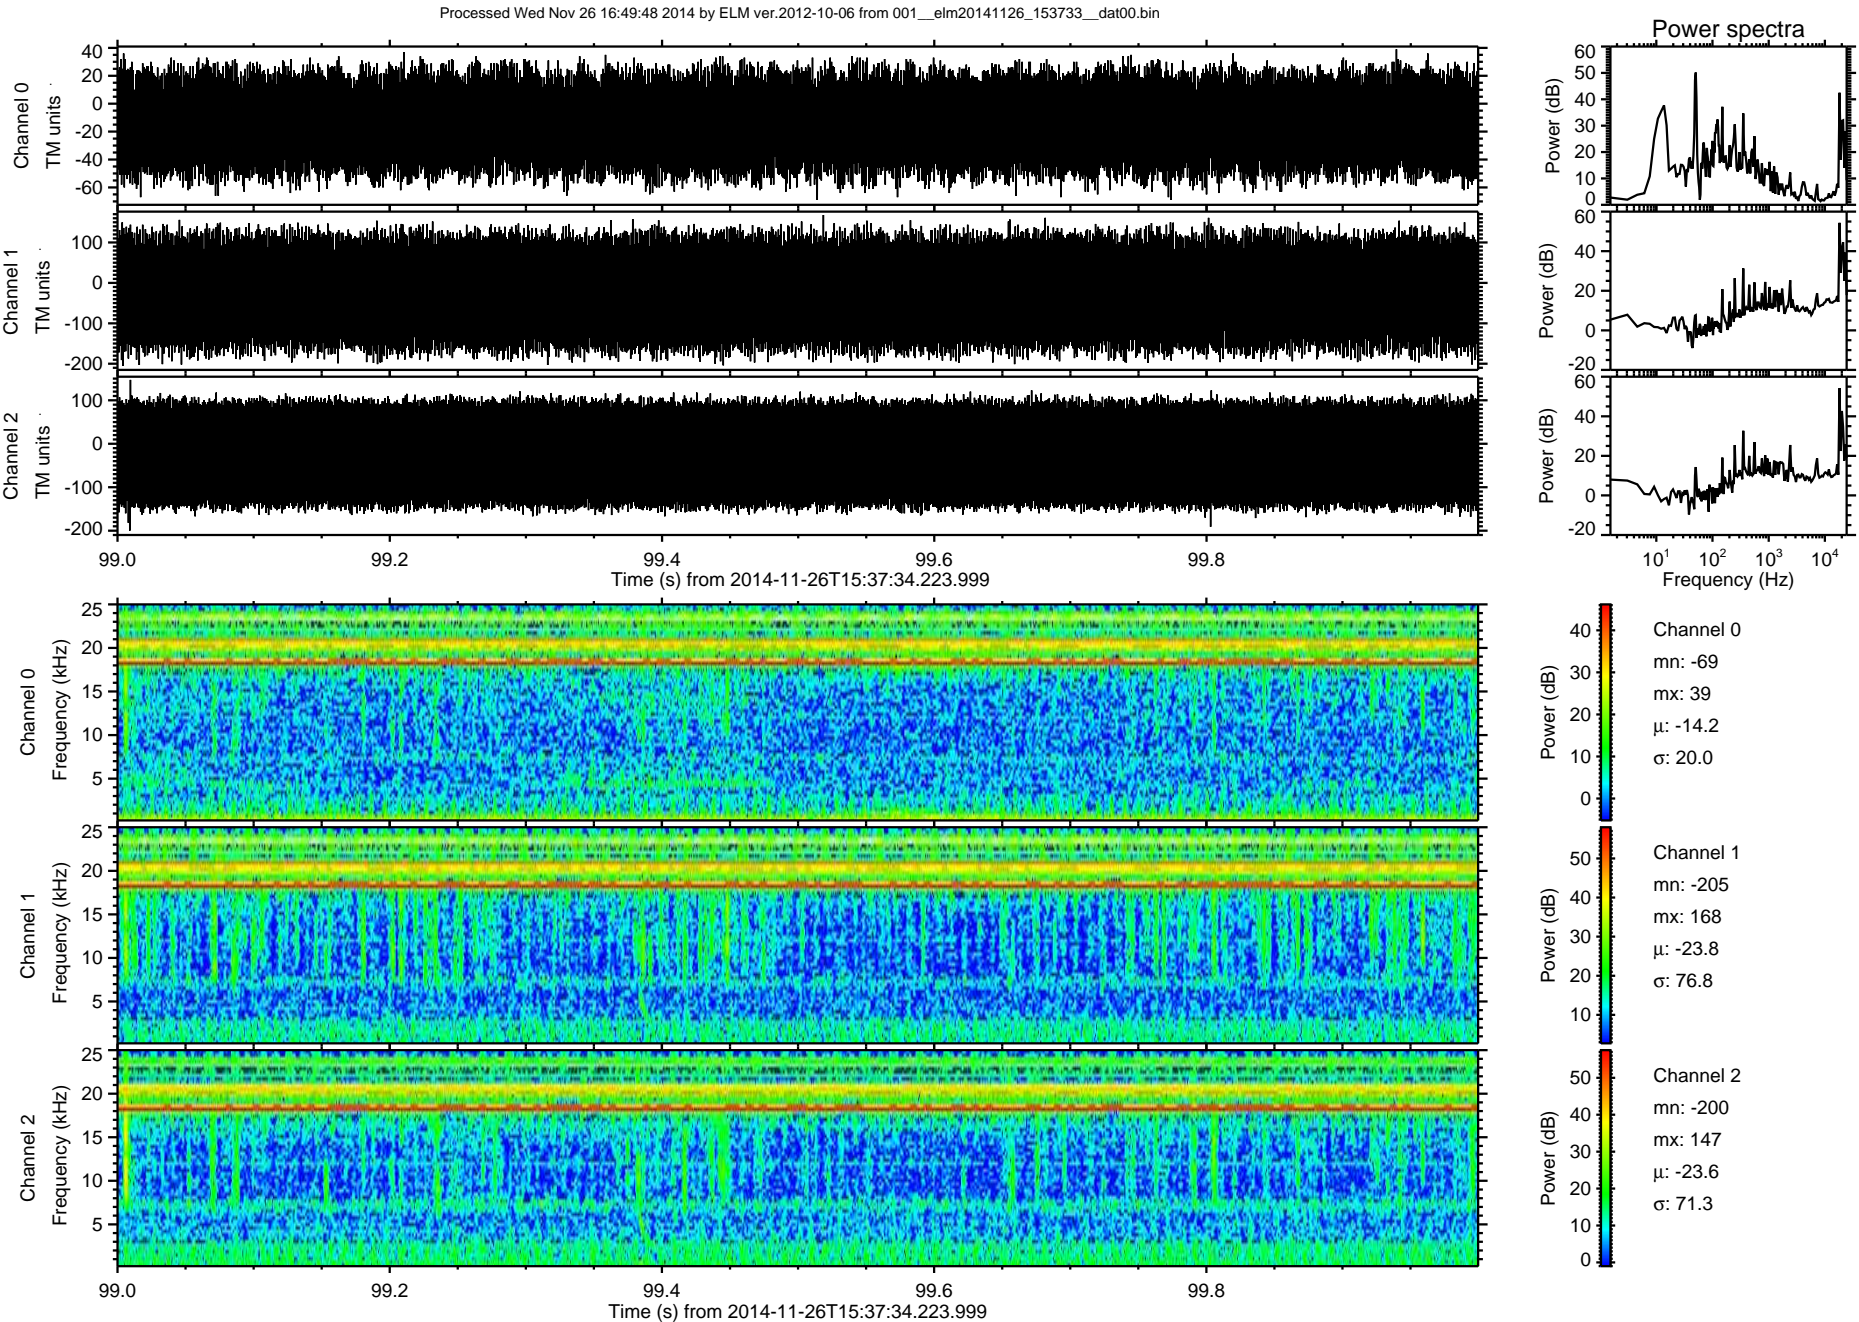 Processed Wed Nov 26 16:49:48 2014 by ELM ver.2012-10-06 from 001__elm20141126_153733__dat00.bin
Power spectra
Channel 0
TM units
40
20
0
-20
-40
-60
Power (dB)
60
50
40
30
20
10
0
Channel 1
TM units
100
0
-100
-200
Power (dB)
60
40
20
0
-20
Channel 2
TM units
100
0
-100
-200
Power (dB)
60
40
20
0
-20
99.0 99.2 99.4 99.6 99.8
Time (s) from 2014-11-26T15:37:34.223.999
10¹ 10² 10³ 10⁴
Frequency (Hz)
Channel 0
Frequency (kHz)
25
20
15
10
5
Power (dB)
40
30
20
10
0
Channel 0
mn: -69
mx: 39
μ: -14.2
σ: 20.0
Channel 1
Frequency (kHz)
25
20
15
10
5
Power (dB)
50
40
30
20
10
Channel 1
mn: -205
mx: 168
μ: -23.8
σ: 76.8
Channel 2
Frequency (kHz)
25
20
15
10
5
Power (dB)
50
40
30
20
10
0
Channel 2
mn: -200
mx: 147
μ: -23.6
σ: 71.3
99.0 99.2 99.4 99.6 99.8
Time (s) from 2014-11-26T15:37:34.223.999